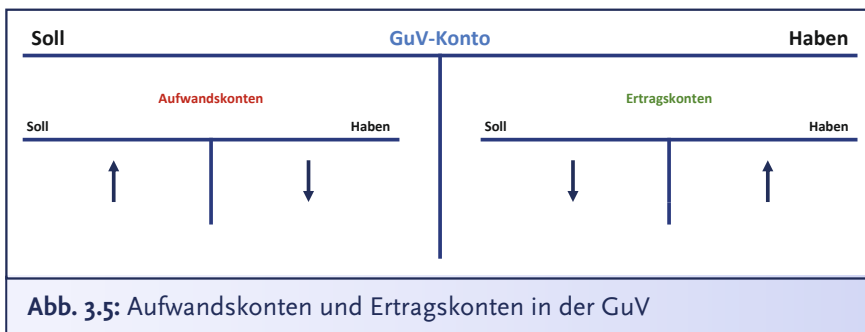 Soll GuV-Konto Haben
Aufwandskonten Ertragskonten
Soll Haben Soll Haben
Abb. 3.5: Aufwandskonten und Ertragskonten in der GuV